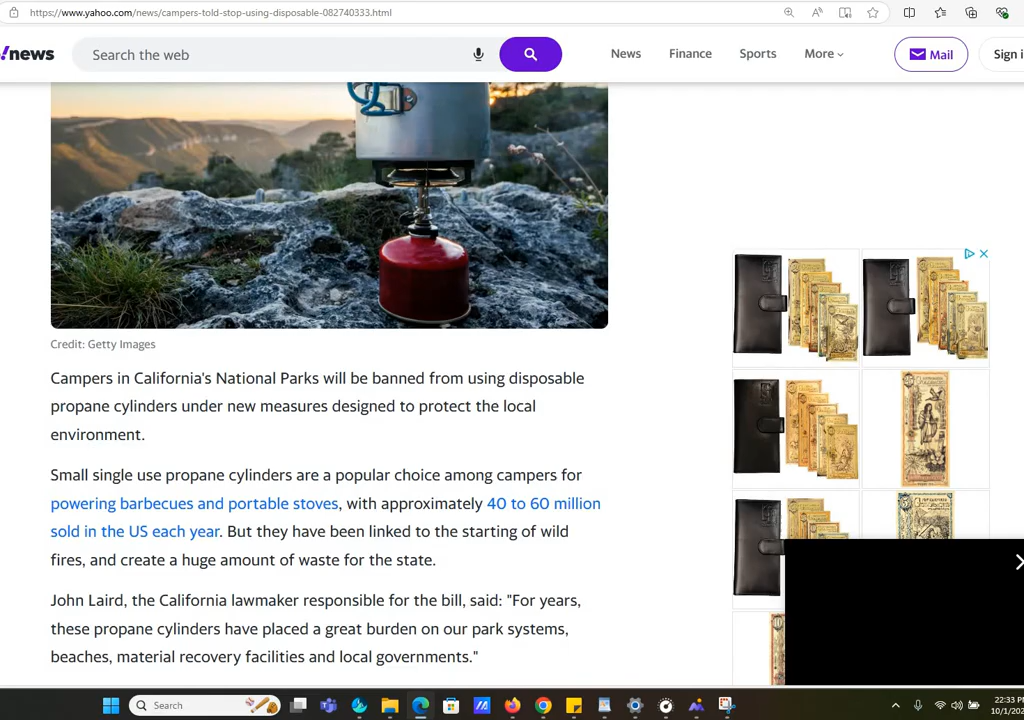 https://www.yahoo.com/news/campers-told-stop-using-disposable-082740333.html
!news
Search the web
News
Finance
Sports
More
Mail
Sign i
Credit: Getty Images
Campers in California's National Parks will be banned from using disposable
propane cylinders under new measures designed to protect the local
environment.
Small single use propane cylinders are a popular choice among campers for
powering barbecues and portable stoves, with approximately 40 to 60 million
sold in the US each year. But they have been linked to the starting of wild
fires, and create a huge amount of waste for the state.
John Laird, the California lawmaker responsible for the bill, said: "For years,
these propane cylinders have placed a great burden on our park systems,
beaches, material recovery facilities and local governments."
Search
22:33 PM
10/1/202